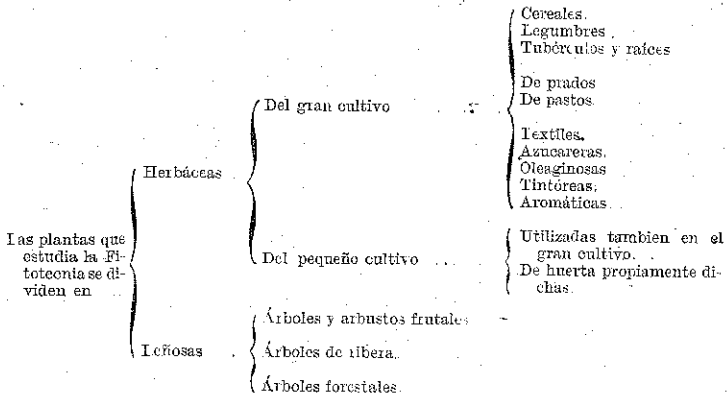 Cereales.
Legumbres.
Tubérculos y raíces
De prados
De pastos.
Del gran cultivo
Textiles.
Azucareras.
Oleaginosas
Tintóreas.
Aromáticas.
Herbáceas
Las plantas que
estudia la Fi-
totecnia se di-
viden en
Del pequeño cultivo
Utilizadas tambien en el
gran cultivo.
De huerta propiamente di-
chas.
Leñosas
Árboles y arbustos frutales
Árboles de ribera.
Árboles forestales.